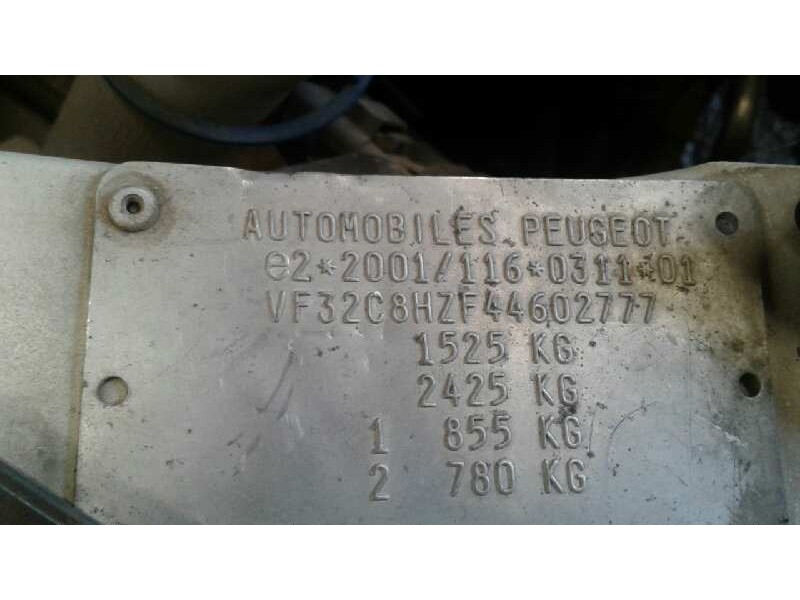 AUTOMOBILES PEUGEOT
e2*2001/116*0311*01
VF32C8HZF44602777
1525 KG
2425 KG
1 855 KG
2 780 KG